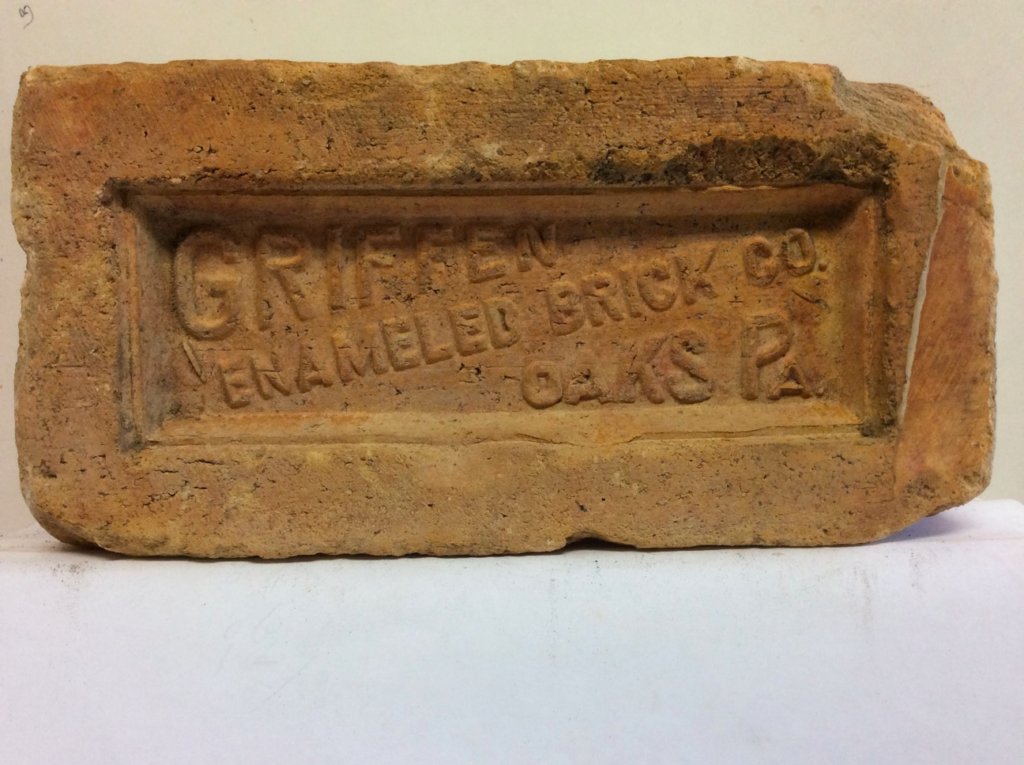 GRIFFEN
ENAMELED BRICK CO.
OAKS PA.